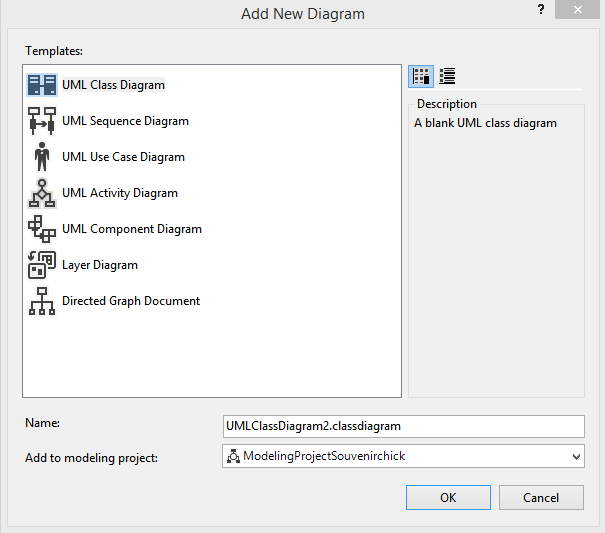 Add New Diagram
?
Templates:
UML Class Diagram
UML Sequence Diagram
UML Use Case Diagram
UML Activity Diagram
UML Component Diagram
Layer Diagram
Directed Graph Document
Description
A blank UML class diagram
Name:
UMLClassDiagram2.classdiagram
Add to modeling project:
ModelingProjectSouvenirchick
OK
Cancel